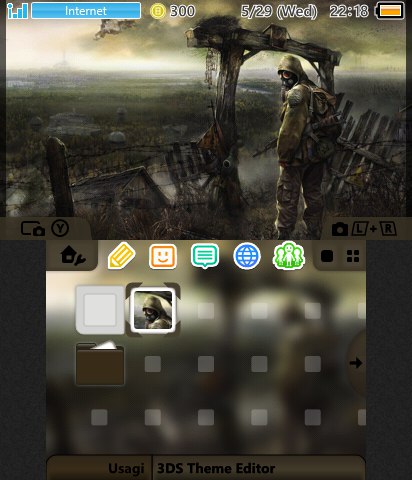 Internet 300 5/29 (Wed) 22:18
Y L + R
Usagi 3DS Theme Editor